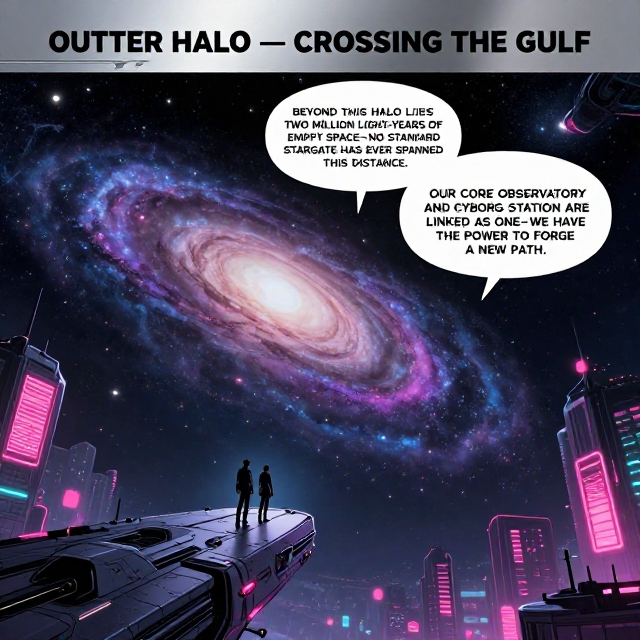 OUTTER HALO — CROSSING THE GULF
BEYOND THIS HALO LIES
TWO MILLION LIGHT-YEARS OF
EMPTY SPACE—NO STANDARD
STARGATE HAS EVER SPANNED
THIS DISTANCE.
OUR CORE OBSERVATORY
AND CYBORG STATION ARE
LINKED AS ONE—WE HAVE
THE POWER TO FORGE
A NEW PATH.